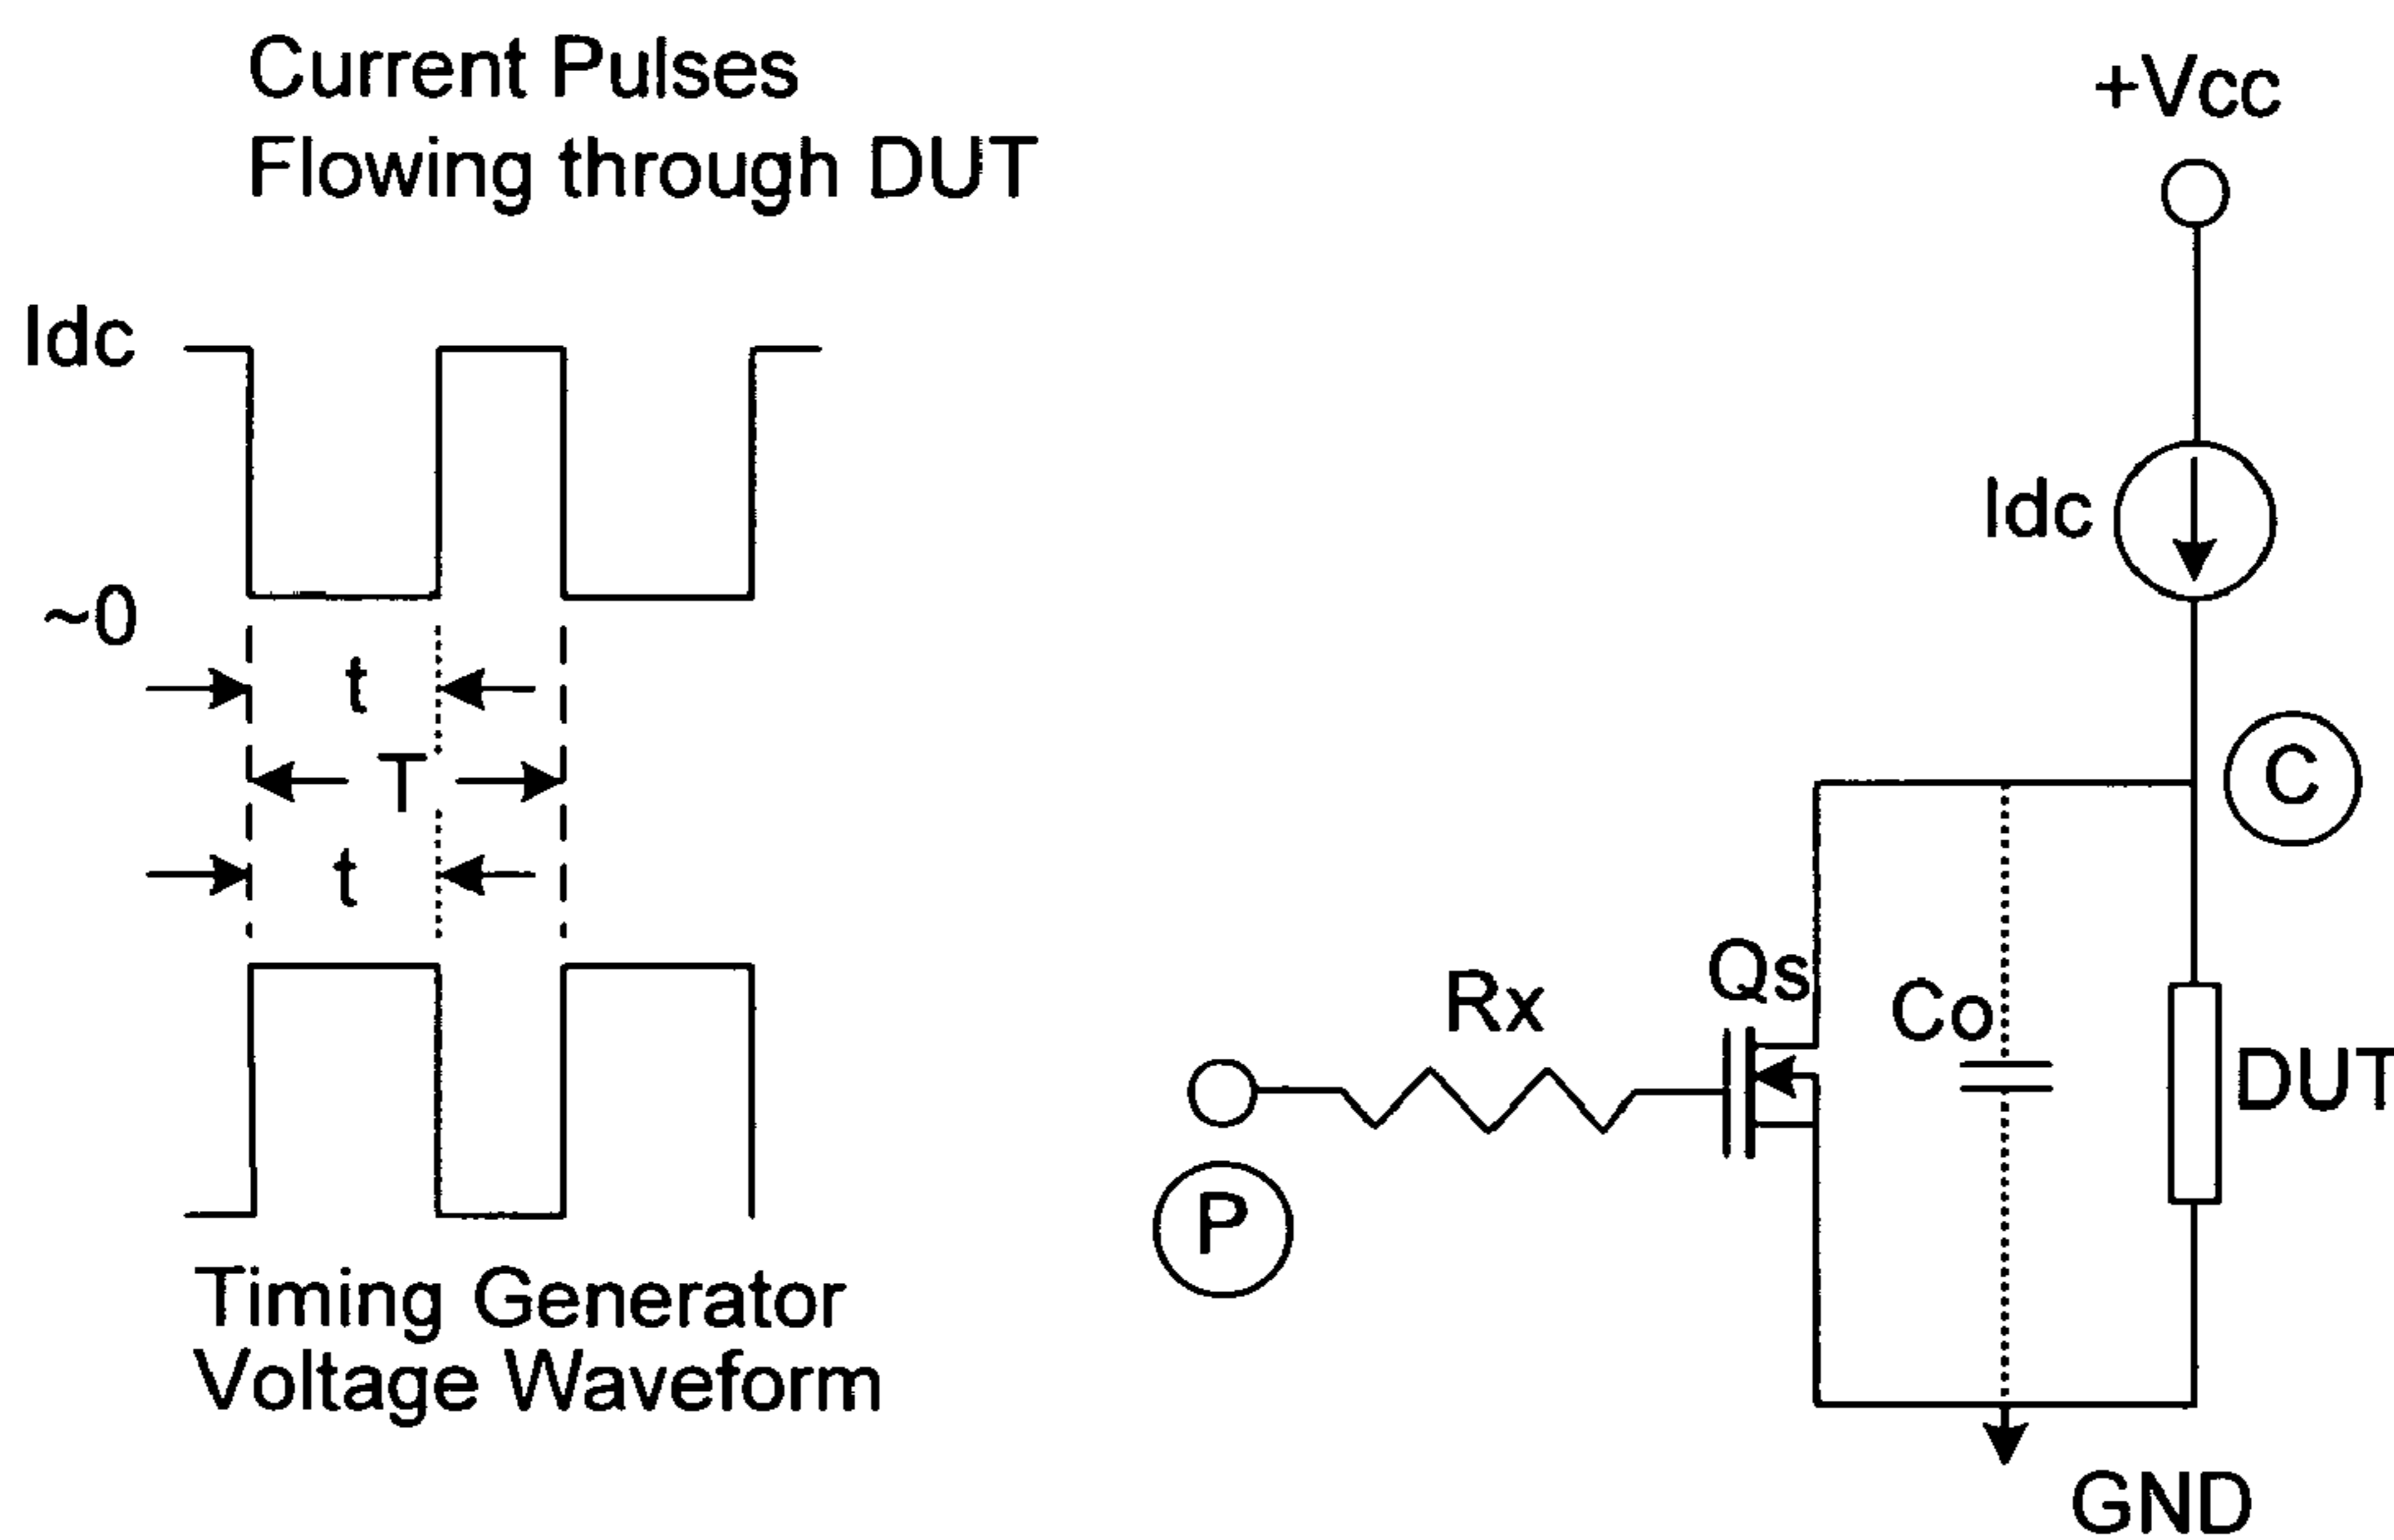 Current Pulses
Flowing through DUT
Idc
~0
t
T
t
Timing Generator
Voltage Waveform
+Vcc
Idc
C
Qs
Rx
Co
DUT
P
GND